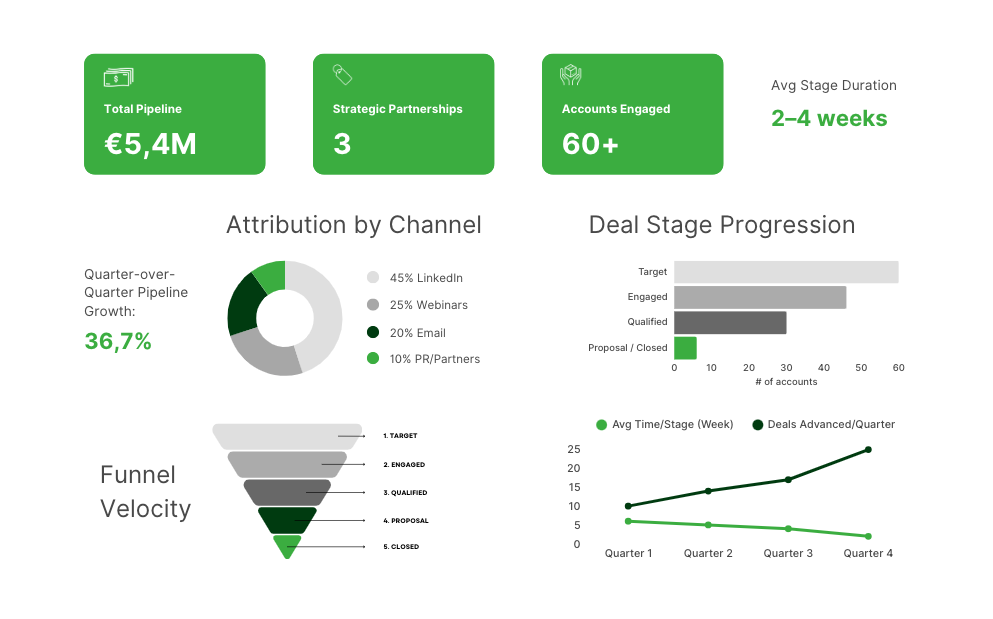 Total Pipeline
€5,4M
Strategic Partnerships
3
Accounts Engaged
60+
Avg Stage Duration
2–4 weeks
Attribution by Channel
Quarter-over-
Quarter Pipeline
Growth:
36,7%
45% LinkedIn
25% Webinars
20% Email
10% PR/Partners
Deal Stage Progression
Target
Engaged
Qualified
Proposal / Closed
0 10 20 30 40 50 60
# of accounts
Funnel
Velocity
1. TARGET
2. ENGAGED
3. QUALIFIED
4. PROPOSAL
5. CLOSED
Avg Time/Stage (Week) Deals Advanced/Quarter
25
20
15
10
5
0
Quarter 1 Quarter 2 Quarter 3 Quarter 4